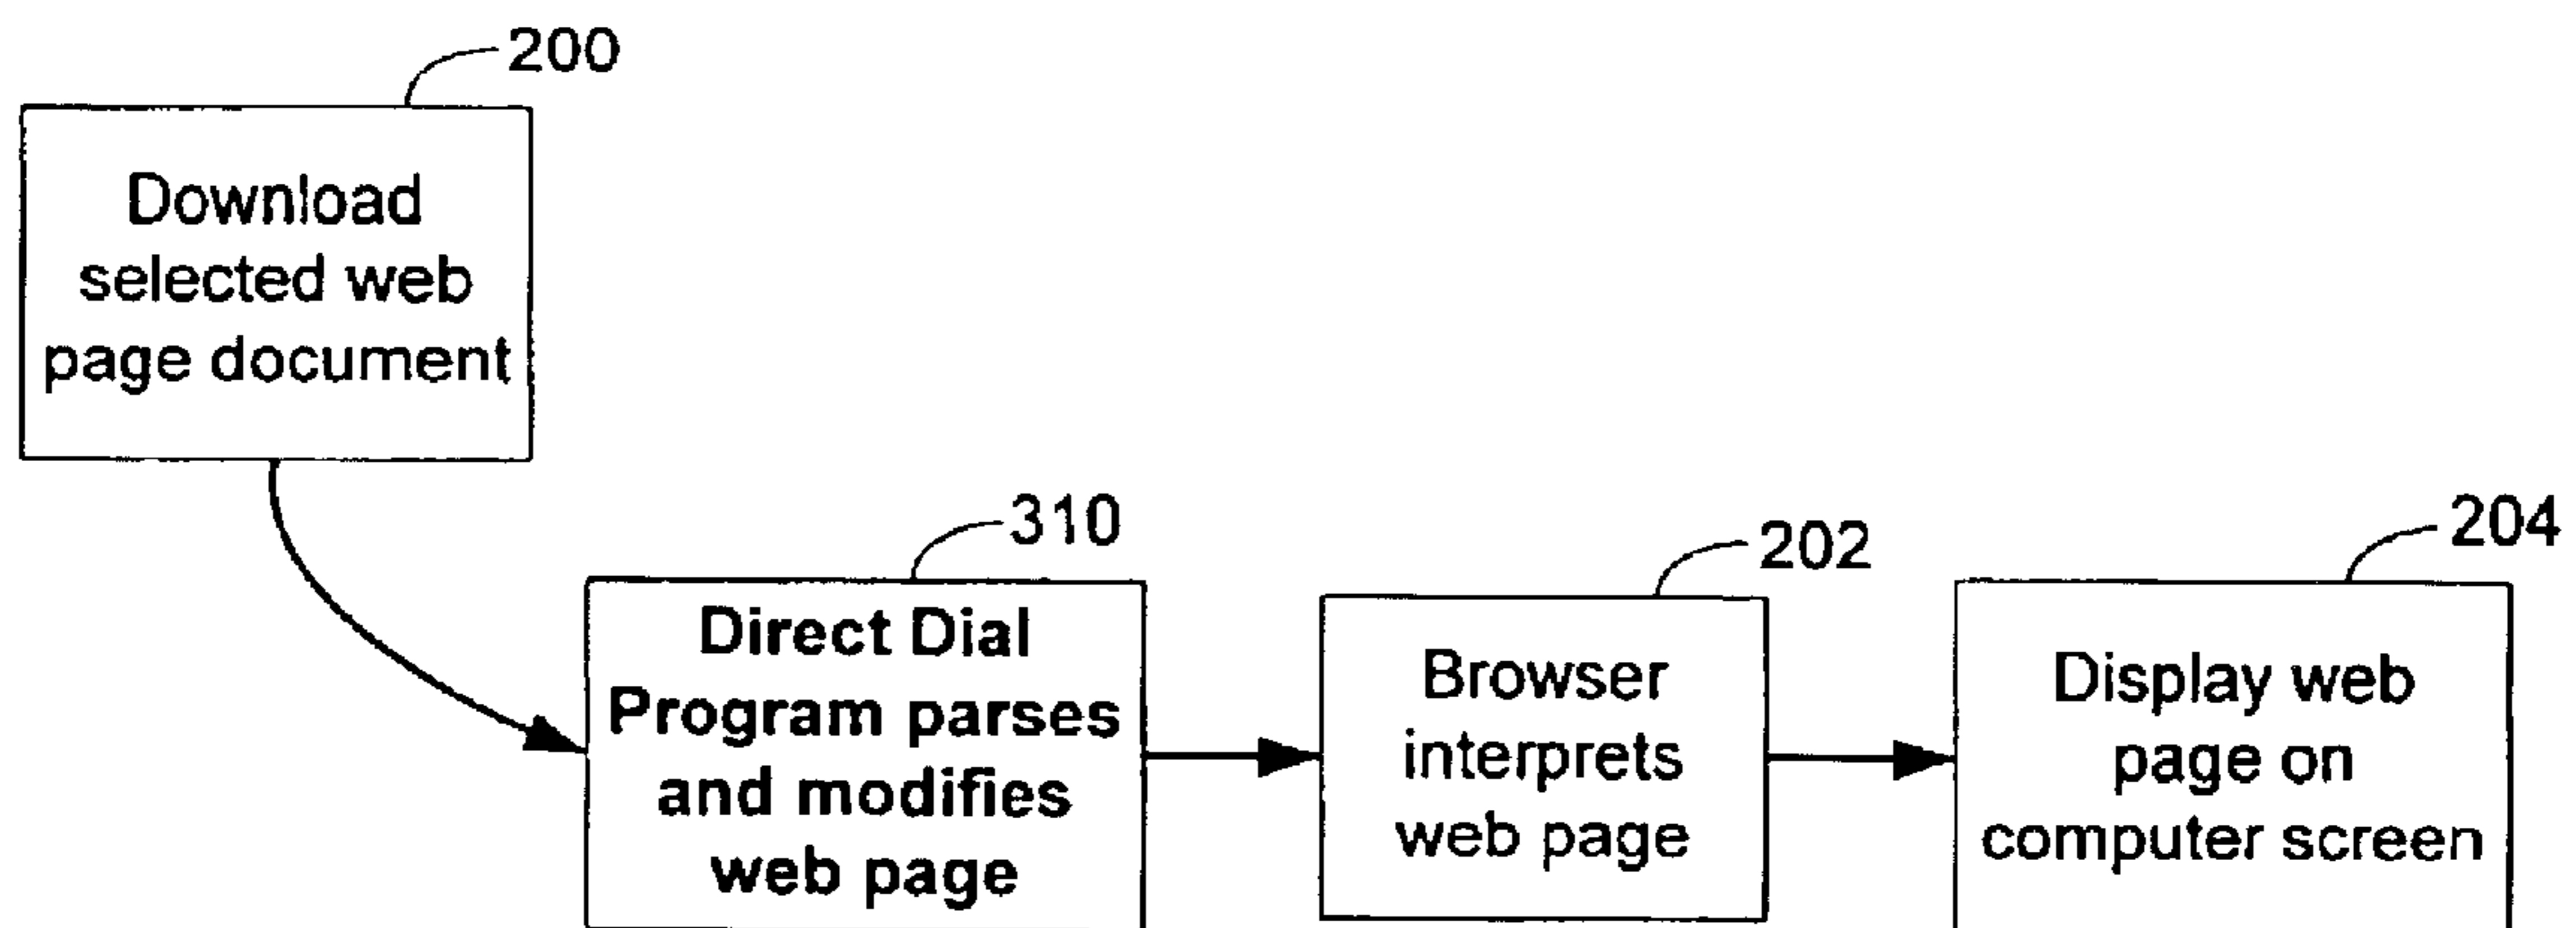 200
Download
selected web
page document
310
Direct Dial
Program parses
and modifies
web page
202
Browser
interprets
web page
204
Display web
page on
computer screen